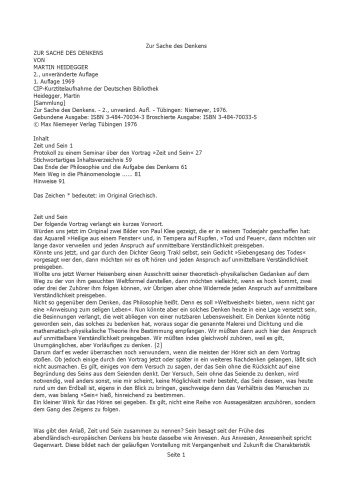 Zur Sache des Denkens
ZUR SACHE DES DENKENS
VON
MARTIN HEIDEGGER
2., unveränderte Auflage
1. Auflage 1969
CIP-Kurztitelaufnahme der Deutschen Bibliothek
Heidegger, Martin
[Sammlung]
Zur Sache des Denkens. - 2., unveränd. Aufl. - Tübingen: Niemeyer, 1976.
Gebundene Ausgabe: ISBN 3-484-70034-3 Broschierte Ausgabe: ISBN 3-484-70033-5
© Max Niemeyer Verlag Tübingen 1976
Inhalt
Zeit und Sein 1
Protokoll zu einem Seminar über den Vortrag >Zeit und Sein< 27
Stichwortartiges Inhaltsverzeichnis 59
Das Ende der Philosophie und die Aufgabe des Denkens 61
Mein Weg in die Phänomenologie ...... 81
Hinweise 91
Das Zeichen * bedeutet: im Original Griechisch.
Zeit und Sein
Der folgende Vortrag verlangt ein kurzes Vorwort.
Würden uns jetzt im Original zwei Bilder von Paul Klee gezeigt, die er in seinem Todesjahr geschaffen hat:
das Aquarell »Heilige aus einem Fenster« und, in Tempera auf Rupfen, »Tod und Feuer«, dann möchten wir
lange davor verweilen und jeden Anspruch auf unmittelbare Verständlichkeit preisgeben.
Könnte uns jetzt, und gar durch den Dichter Georg Trakl selbst, sein Gedicht »Siebengesang des Todes«
vorgesagt wer den, dann möchten wir es oft hören und jeden Anspruch auf unmittelbare Verständlichkeit
preisgeben.
Wollte uns jetzt Werner Heisenberg einen Ausschnitt seiner theoretisch-physikalischen Gedanken auf dem
Weg zu der von ihm gesuchten Weltformel darstellen, dann möchten vielleicht, wenn es hoch kommt, zwei
oder drei der Zuhörer ihm folgen können, wir Übrigen aber ohne Widerrede jeden Anspruch auf unmittelbare
Verständlichkeit preisgeben.
Nicht so gegenüber dem Denken, das Philosophie heißt. Denn es soll »Weltweisheit« bieten, wenn nicht gar
eine »Anweisung zum seligen Leben«. Nun könnte aber ein solches Denken heute in eine Lage versetzt sein,
die Besinnungen verlangt, die weit abliegen von einer nutzbaren Lebensweisheit. Ein Denken könnte nötig
geworden sein, das solches zu bedenken hat, woraus sogar die genannte Malerei und Dichtung und die
mathematisch-physikalische Theorie ihre Bestimmung empfangen. Wir müßten dann auch hier den Anspruch
auf unmittelbare Verständlichkeit preisgeben. Wir müßten indes gleichwohl zuhören, weil es gilt,
Unumgängliches, aber Vorläufiges zu denken. {2}
Darum darf es weder überraschen noch verwundern, wenn die meisten der Hörer sich an dem Vortrag
stoßen. Ob jedoch einige durch den Vortrag jetzt oder später in ein weiteres Nachdenken gelangen, läßt sich
nicht ausmachen. Es gilt, einiges von dem Versuch zu sagen, der das Sein ohne die Rücksicht auf eine
Begründung des Seins aus dem Seienden denkt. Der Versuch, Sein ohne das Seiende zu denken, wird
notwendig, weil anders sonst, wie mir scheint, keine Möglichkeit mehr besteht, das Sein dessen, was heute
rund um den Erdball ist, eigens in den Blick zu bringen, geschweige denn das Verhältnis des Menschen zu
dem, was bislang »Sein« hieß, hinreichend zu bestimmen.
Ein kleiner Wink für das Hören sei gegeben. Es gilt, nicht eine Reihe von Aussagesätzen anzuhören, sondern
dem Gang des Zeigens zu folgen.
Was gibt den Anlaß, Zeit und Sein zusammen zu nennen? Sein besagt seit der Frühe des
abendländisch-europäischen Denkens bis heute dasselbe wie Anwesen. Aus Anwesen, Anwesenheit spricht
Gegenwart. Diese bildet nach der geläufigen Vorstellung mit Vergangenheit und Zukunft die Charakteristik
Seite 1